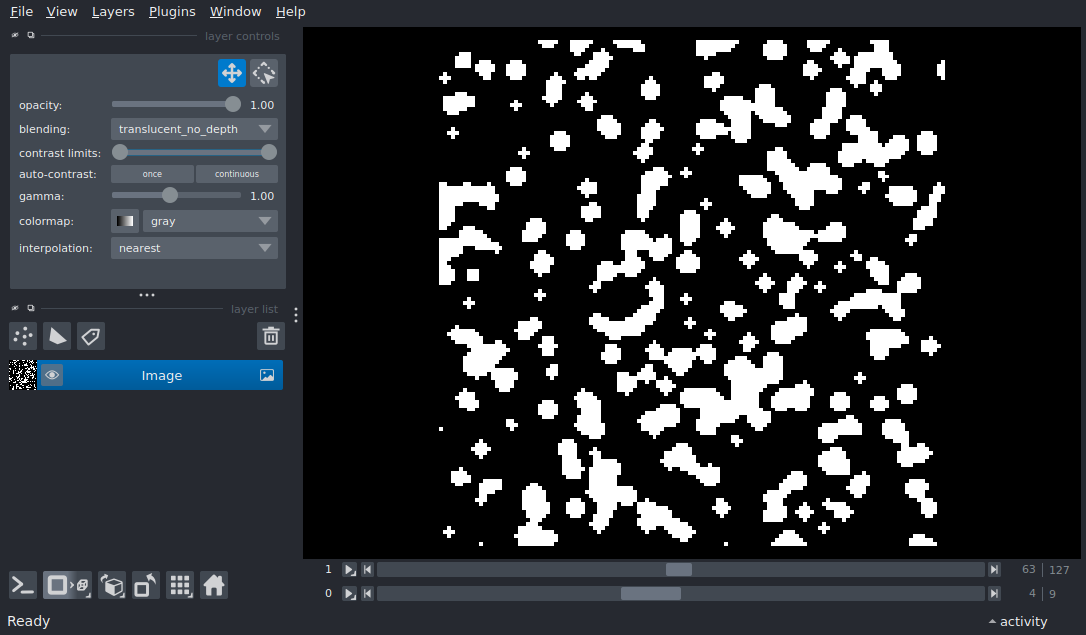 File View Layers Plugins Window Help
layer controls
opacity: 1.00
blending: translucent_no_depth
contrast limits:
auto-contrast: once continuous
gamma: 1.00
colormap: gray
interpolation: nearest
layer list
Image
1 63 127
0 4 9
Ready activity